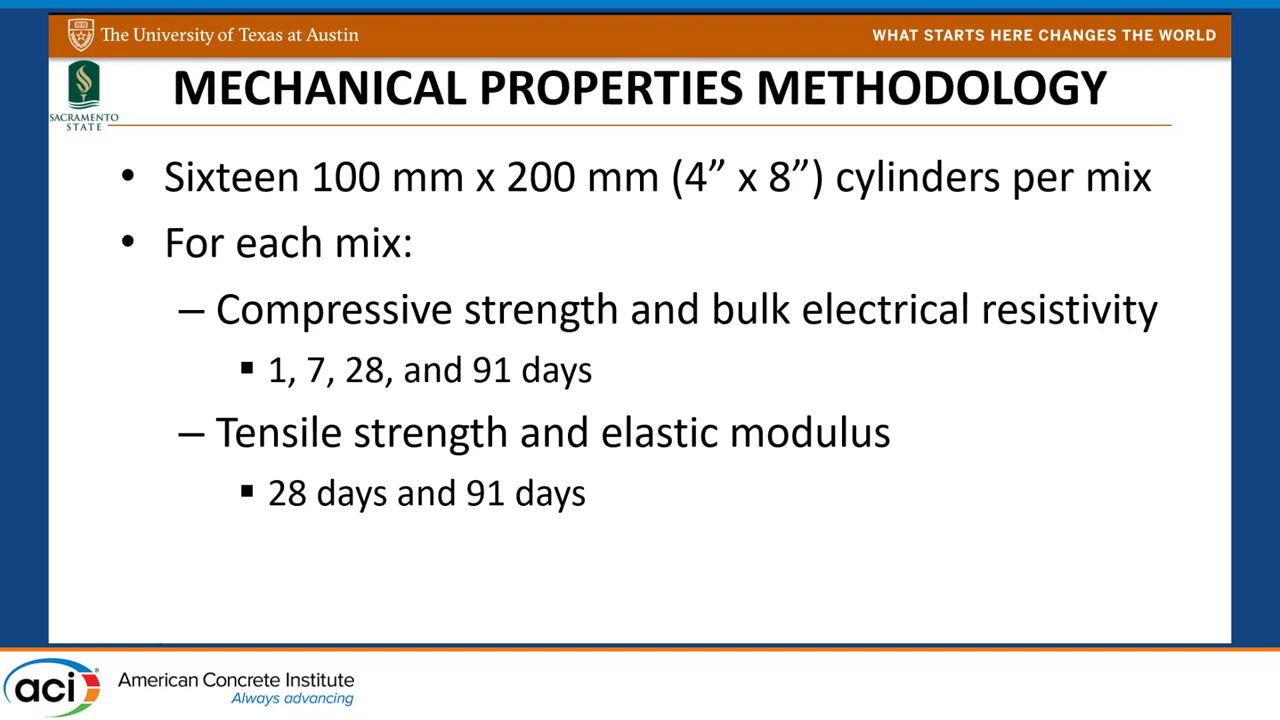 The University of Texas at Austin
WHAT STARTS HERE CHANGES THE WORLD
SACRAMENTO
STATE
MECHANICAL PROPERTIES METHODOLOGY
• Sixteen 100 mm x 200 mm (4” x 8”) cylinders per mix
• For each mix:
– Compressive strength and bulk electrical resistivity
▪ 1, 7, 28, and 91 days
– Tensile strength and elastic modulus
▪ 28 days and 91 days
aci®
American Concrete Institute
Always advancing